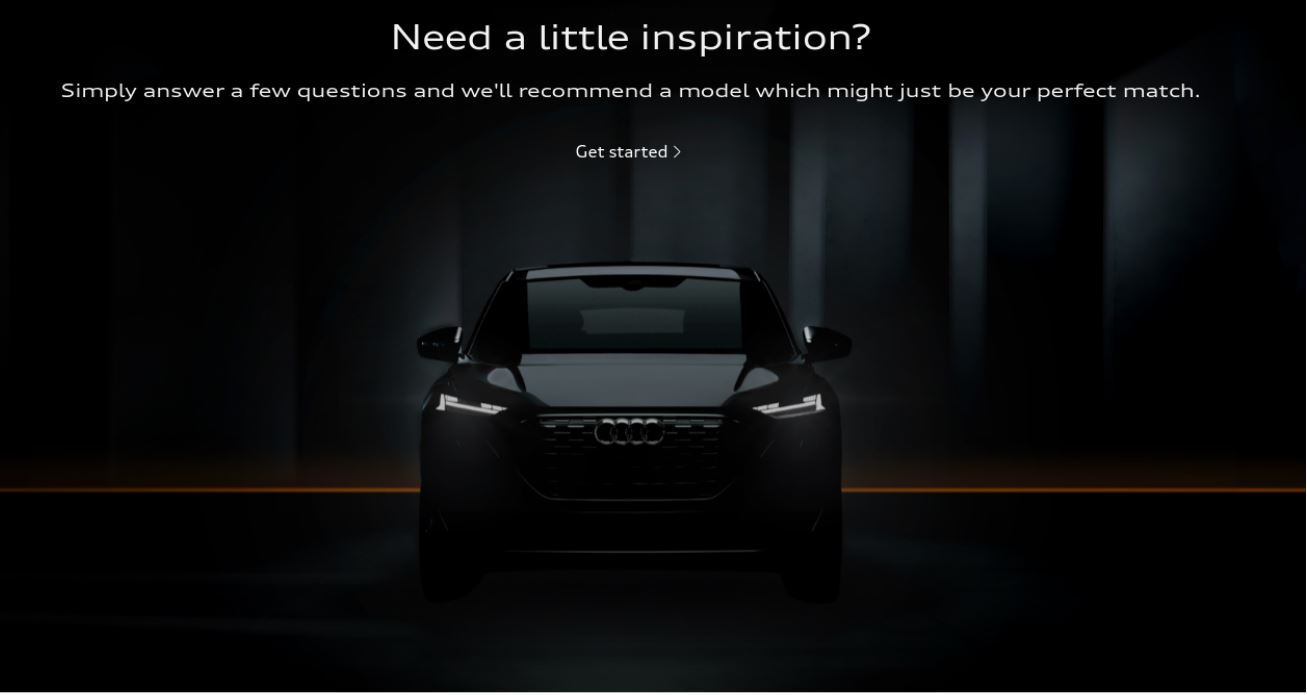 Need a little inspiration?
Simply answer a few questions and we'll recommend a model which might just be your perfect match.
Get started >